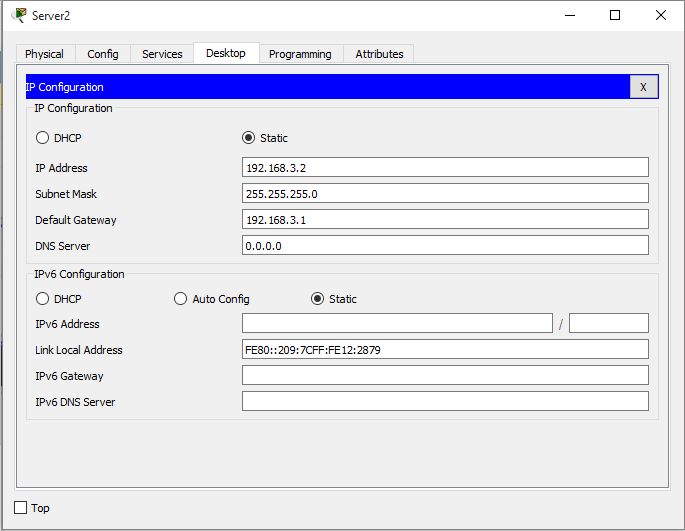 Server2
Physical Config Services Desktop Programming Attributes
IP Configuration X
IP Configuration
DHCP Static
IP Address 192.168.3.2
Subnet Mask 255.255.255.0
Default Gateway 192.168.3.1
DNS Server 0.0.0.0
IPv6 Configuration
DHCP Auto Config Static
IPv6 Address /
Link Local Address FE80::209:7CFF:FE12:2879
IPv6 Gateway
IPv6 DNS Server
Top